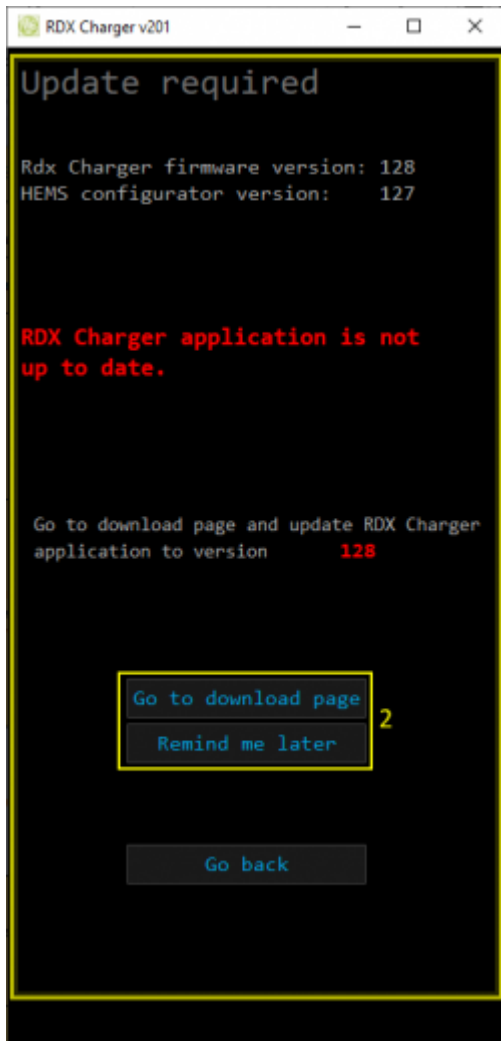 RDX Charger v201
Update required
Rdx Charger firmware version: 128
HEMS configurator version: 127
RDX Charger application is not
up to date.
Go to download page and update RDX Charger
application to version 128
Go to download page
2
Remind me later
Go back